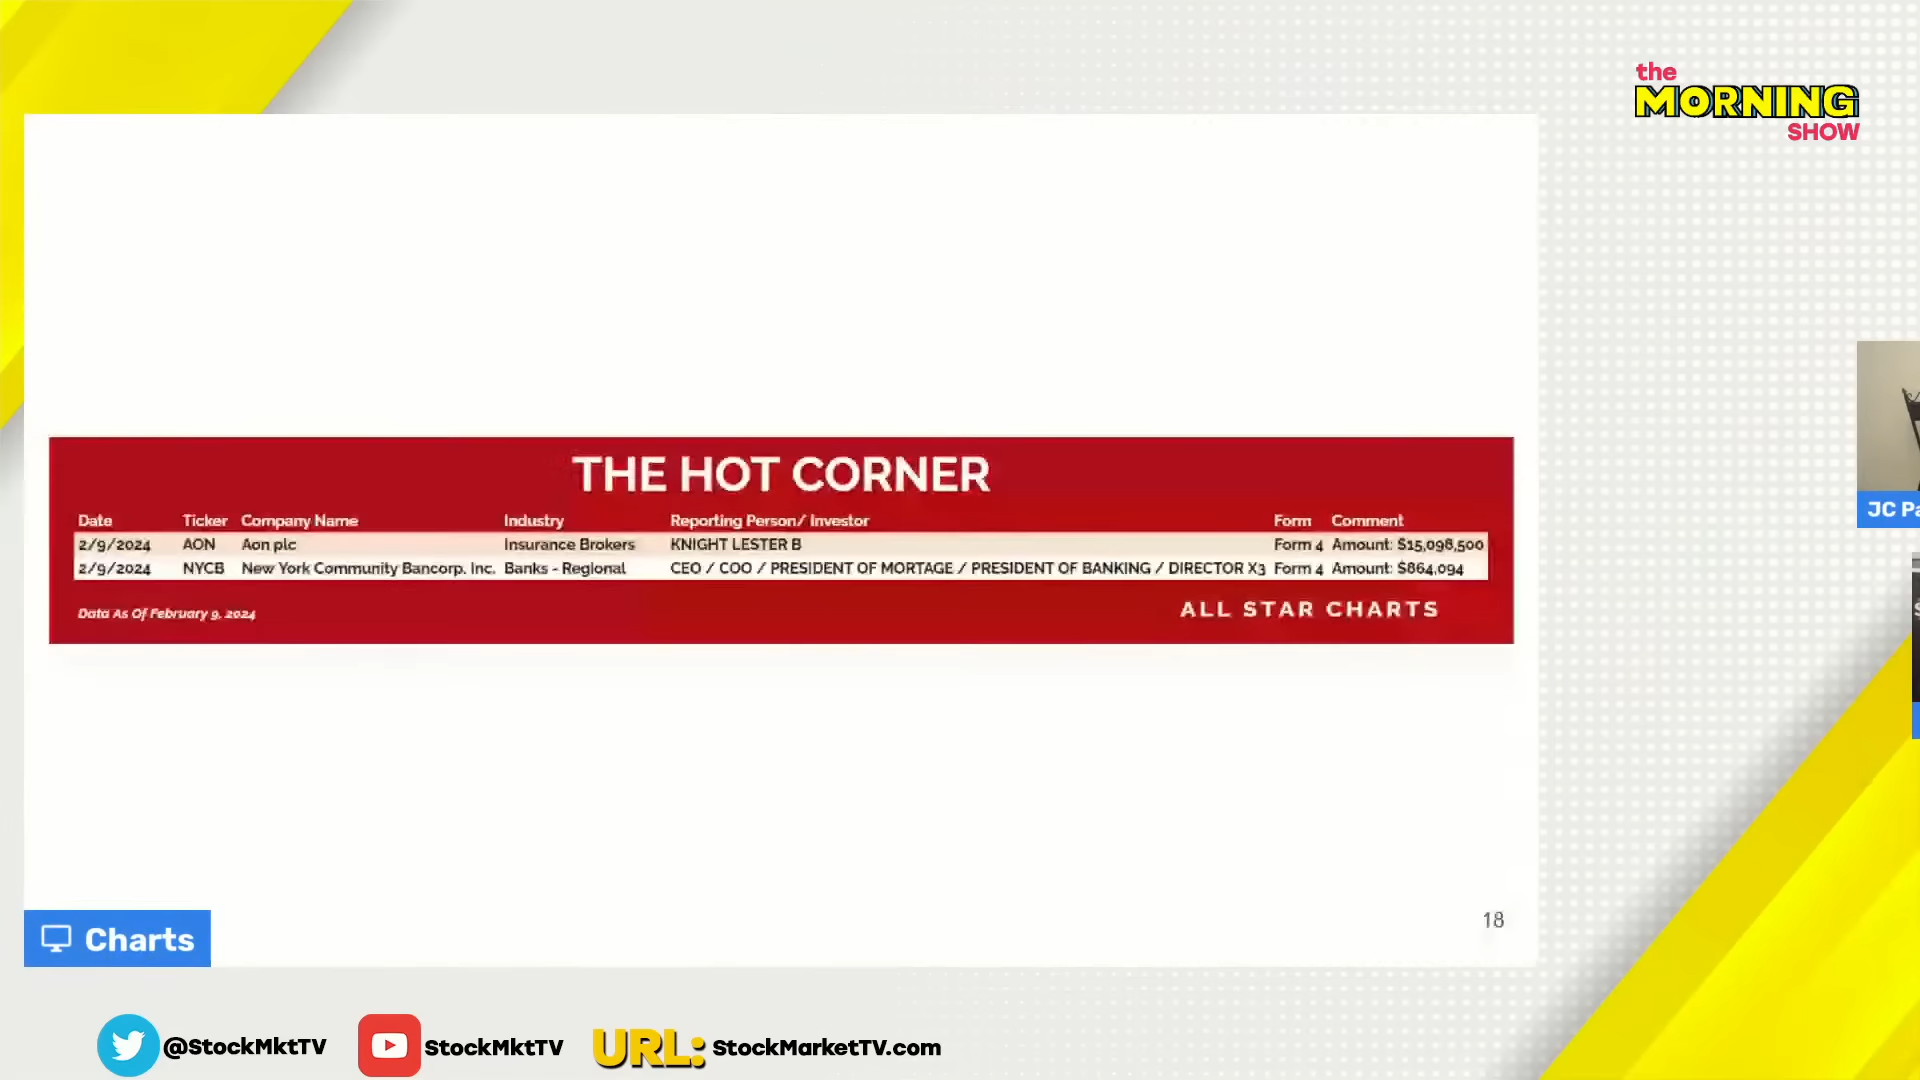 the
MORNING
SHOW
THE HOT CORNER
Date Ticker Company Name Industry Reporting Person/ Investor Form Comment
2/9/2024 AON Aon plc Insurance Brokers KNIGHT LESTER B Form 4 Amount: $15,098,500
2/9/2024 NYCB New York Community Bancorp, Inc. Banks - Regional CEO / COO / PRESIDENT OF MORTAGE / PRESIDENT OF BANKING / DIRECTOR X3 Form 4 Amount: $864,094
Data As Of February 9, 2024
ALL STAR CHARTS
JC Pa
18
Charts
@StockMktTV StockMktTV URL: StockMarketTV.com